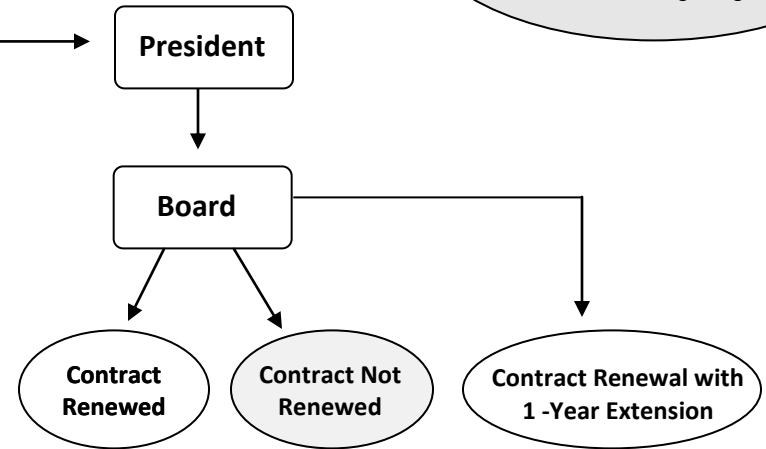 President
Board
Contract
Renewed
Contract Not
Renewed
Contract Renewal with
1 -Year Extension